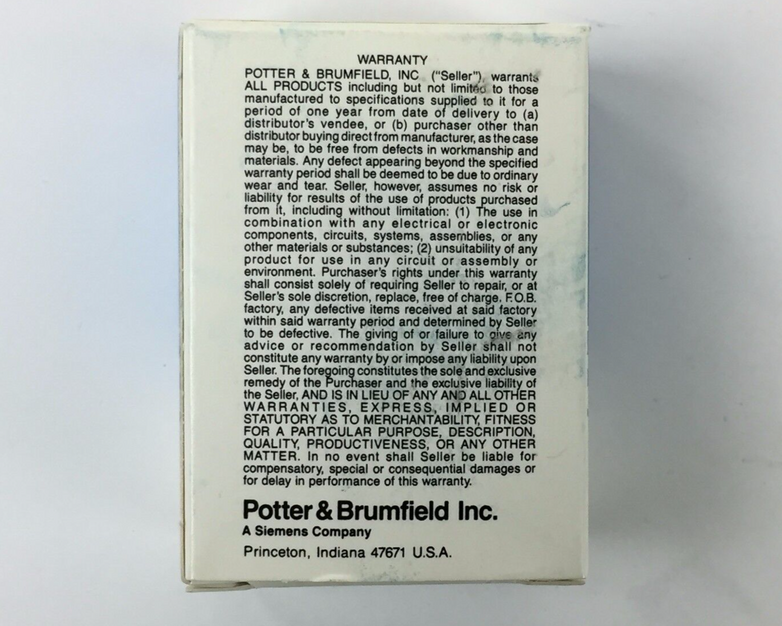 WARRANTY
POTTER & BRUMFIELD, INC ("Seller"), warrants
ALL PRODUCTS including but not limited to those
manufactured to specifications supplied to it for a
period of one year from date of delivery to (a)
distributor's vendee, or (b) purchaser other than
distributor buying direct from manufacturer, as the case
may be, to be free from defects in workmanship and
materials. Any defect appearing beyond the specified
warranty period shall be deemed to be due to ordinary
wear and tear. Seller, however, assumes no risk or
liability for results of the use of products purchased
from it, including without limitation: (1) The use in
combination with any electrical or electronic
components, circuits, systems, assemblies, or any
other materials or substances; (2) unsuitability of any
product for use in any circuit or assembly or
environment. Purchaser's rights under this warranty
shall consist solely of requiring Seller to repair, or at
Seller's sole discretion, replace, free of charge. F.O.B.
factory, any defective items received at said factory
within said warranty period and determined by Seller
to be defective. The giving of or failure to give any
advice or recommendation by Seller shall not
constitute any warranty by or impose any liability upon
Seller. The foregoing constitutes the sole and exclusive
remedy of the Purchaser and the exclusive liability of
the Seller, AND IS IN LIEU OF ANY AND ALL OTHER
WARRANTIES, EXPRESS, IMPLIED OR
STATUTORY AS TO MERCHANTABILITY, FITNESS
FOR A PARTICULAR PURPOSE, DESCRIPTION,
QUALITY, PRODUCTIVENESS, OR ANY OTHER
MATTER. In no event shall Seller be liable for
compensatory, special or consequential damages or
for delay in performance of this warranty.
Potter & Brumfield Inc.
A Siemens Company
Princeton, Indiana 47671 U.S.A.